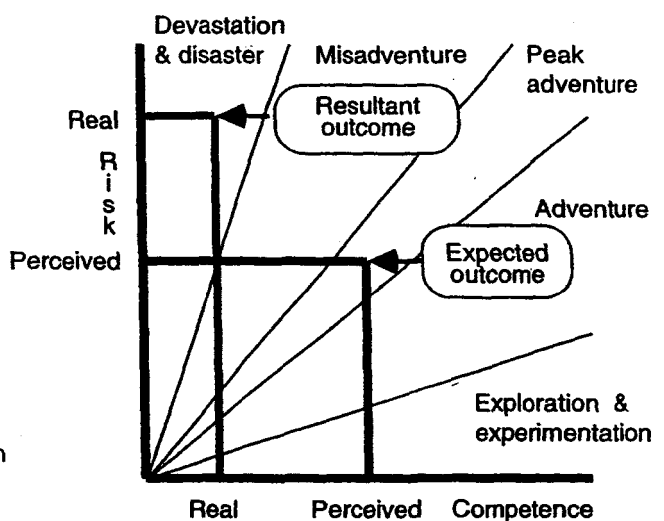 Devastation
& disaster
Misadventure
Peak
adventure
Real
Resultant
outcome
R
i
s
k
Adventure
Perceived
Expected
outcome
Exploration &
experimentation
n
Real
Perceived
Competence